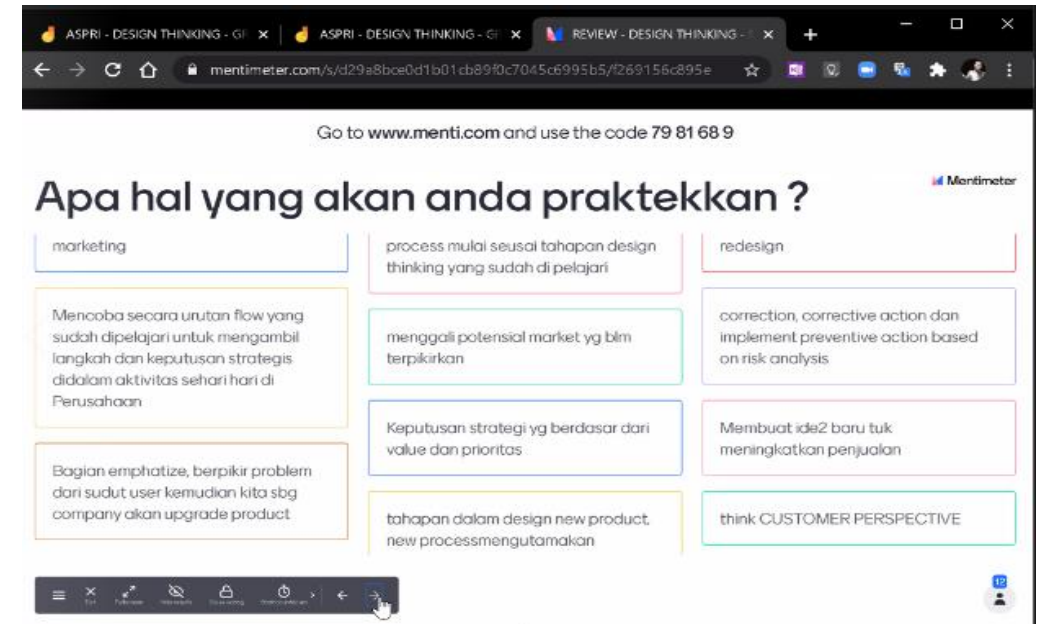 ASPRI - DESIGN THINKING - G
ASPRI - DESIGN THINKING - G
REVIEW - DESIGN THINKING -
mentimeter.com/s/d29a8bce0d1b01cb89f0c7045c6995b5/f269156c895e
Go to www.menti.com and use the code 79 81 68 9
Apa hal yang akan anda praktekkan ?
Mentimeter
marketing
Mencoba secara urutan flow yang
sudah dipelajari untuk mengambil
langkah dan keputusan strategis
didalam aktivitas sehari hari di
Perusahaan
Bagian emphatize, berpikir problem
dari sudut user kemudian kita sbg
company akan upgrade product
process mulai seusai tahapan design
thinking yang sudah di pelajari
menggali potensial market yg blm
terpikirkan
Keputusan strategi yg berdasar dari
value dan prioritas
tahapan dalam design new product,
new processmengutamakan
redesign
correction, corrective action dan
implement preventive action based
on risk analysis
Membuat ide2 baru tuk
meningkatkan penjualan
think CUSTOMER PERSPECTIVE
12